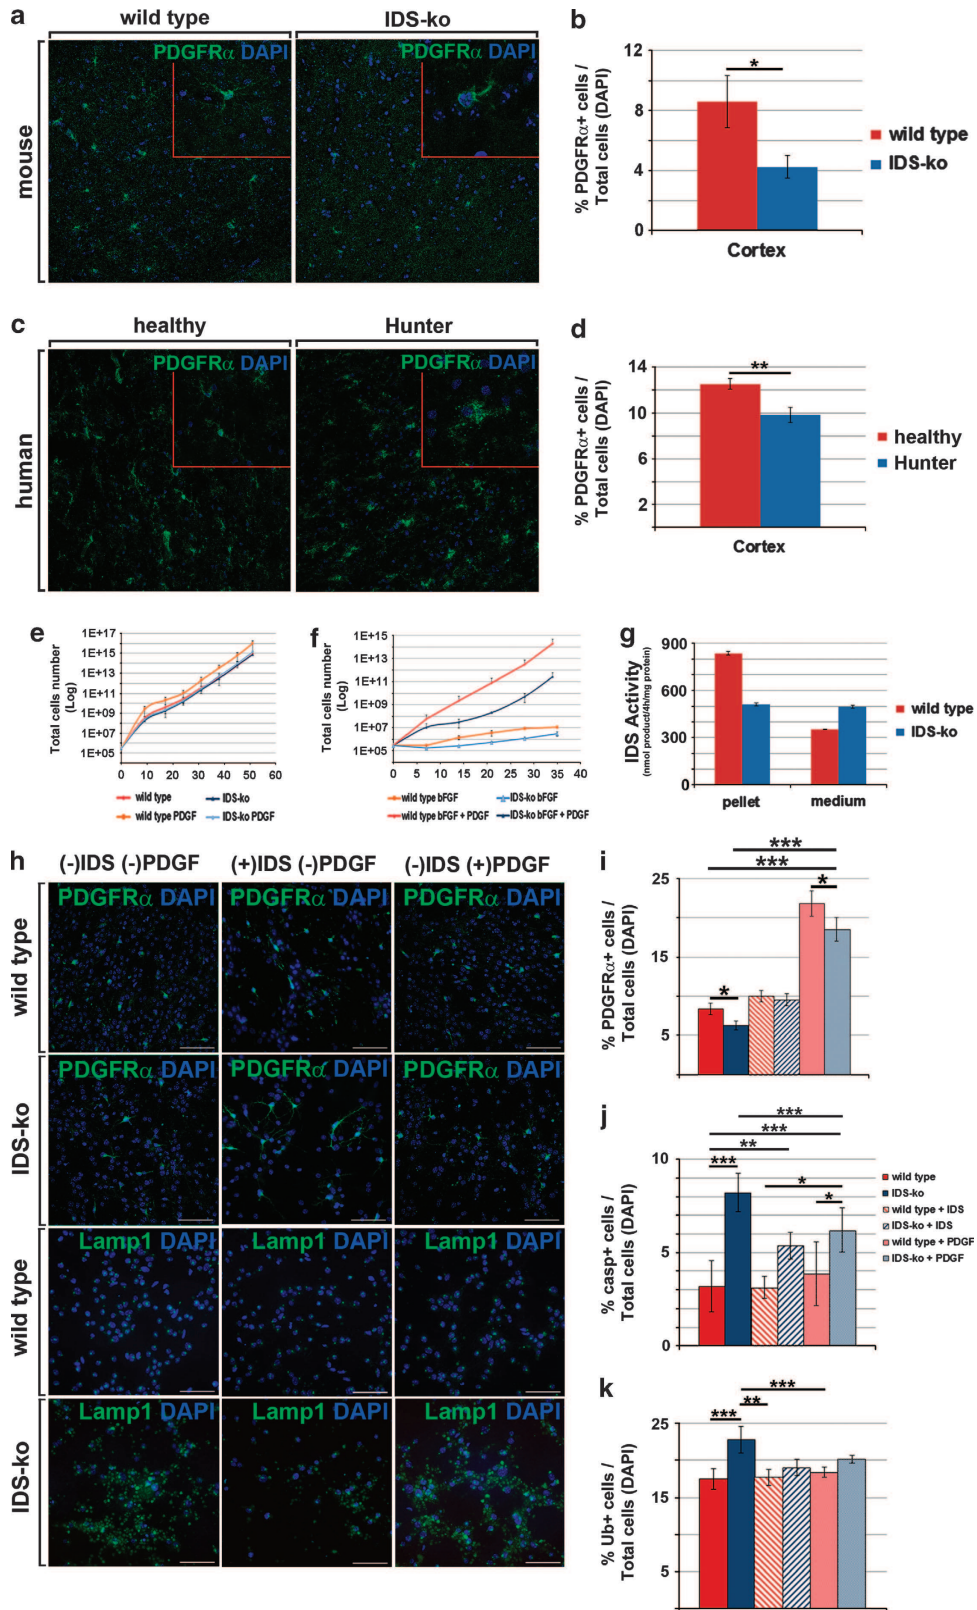 a
wild type
IDS-ko
mouse
PDGFRα DAPI
PDGFRα DAPI
b
% PDGFRα+ cells /
Total cells (DAPI)
12
8
4
0
*
Cortex
wild type
IDS-ko
c
healthy
Hunter
human
PDGFRα DAPI
PDGFRα DAPI
d
% PDGFRα+ cells /
Total cells (DAPI)
14
10
6
2
**
Cortex
healthy
Hunter
e
Total cells number
(Log)
1E+17
1E+15
1E+13
1E+11
1E+09
1E+07
1E+05
0 10 20 30 40 50 60
wild type
IDS-ko
wild type PDGF
IDS-ko PDGF
f
Total cells number
(Log)
1E+15
1E+13
1E+11
1E+09
1E+07
1E+05
0 10 20 30 40
wild type bFGF
IDS-ko bFGF
wild type bFGF + PDGF
IDS-ko bFGF + PDGF
g
IDS Activity
(nmol product/4h/mg protein)
900
600
300
0
pellet
medium
wild type
IDS-ko
h
(-)IDS (-)PDGF
(+)IDS (-)PDGF
(-)IDS (+)PDGF
wild type
PDGFRα DAPI
PDGFRα DAPI
PDGFRα DAPI
IDS-ko
PDGFRα DAPI
PDGFRα DAPI
PDGFRα DAPI
wild type
Lamp1 DAPI
Lamp1 DAPI
Lamp1 DAPI
IDS-ko
Lamp1 DAPI
Lamp1 DAPI
Lamp1 DAPI
i
% PDGFRα+ cells /
Total cells (DAPI)
25
15
5
***
***
*
*
j
% casp+ cells /
Total cells (DAPI)
10
5
0
***
***
**
***
*
*
wild type
IDS-ko
wild type + IDS
IDS-ko + IDS
wild type + PDGF
IDS-ko + PDGF
k
% Ub+ cells /
Total cells (DAPI)
25
15
5
***
***
**